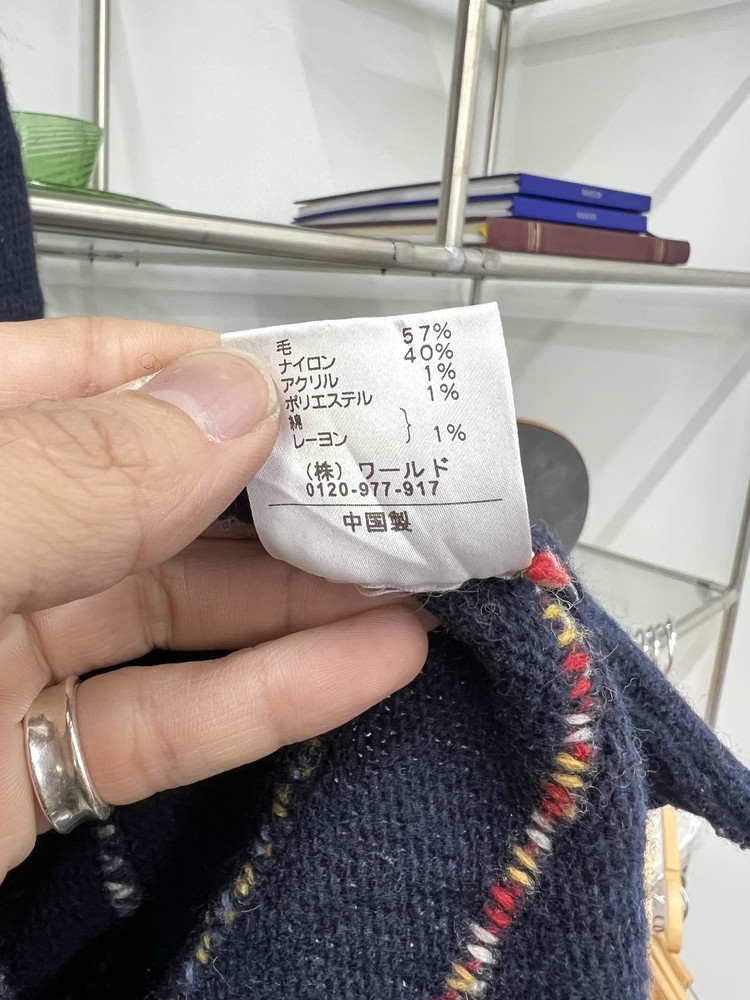 毛 57%
ナイロン 40%
アクリル 1%
ポリエステル 1%
綿
レーヨン } 1%
(株) ワールド
0120-977-917
中国製